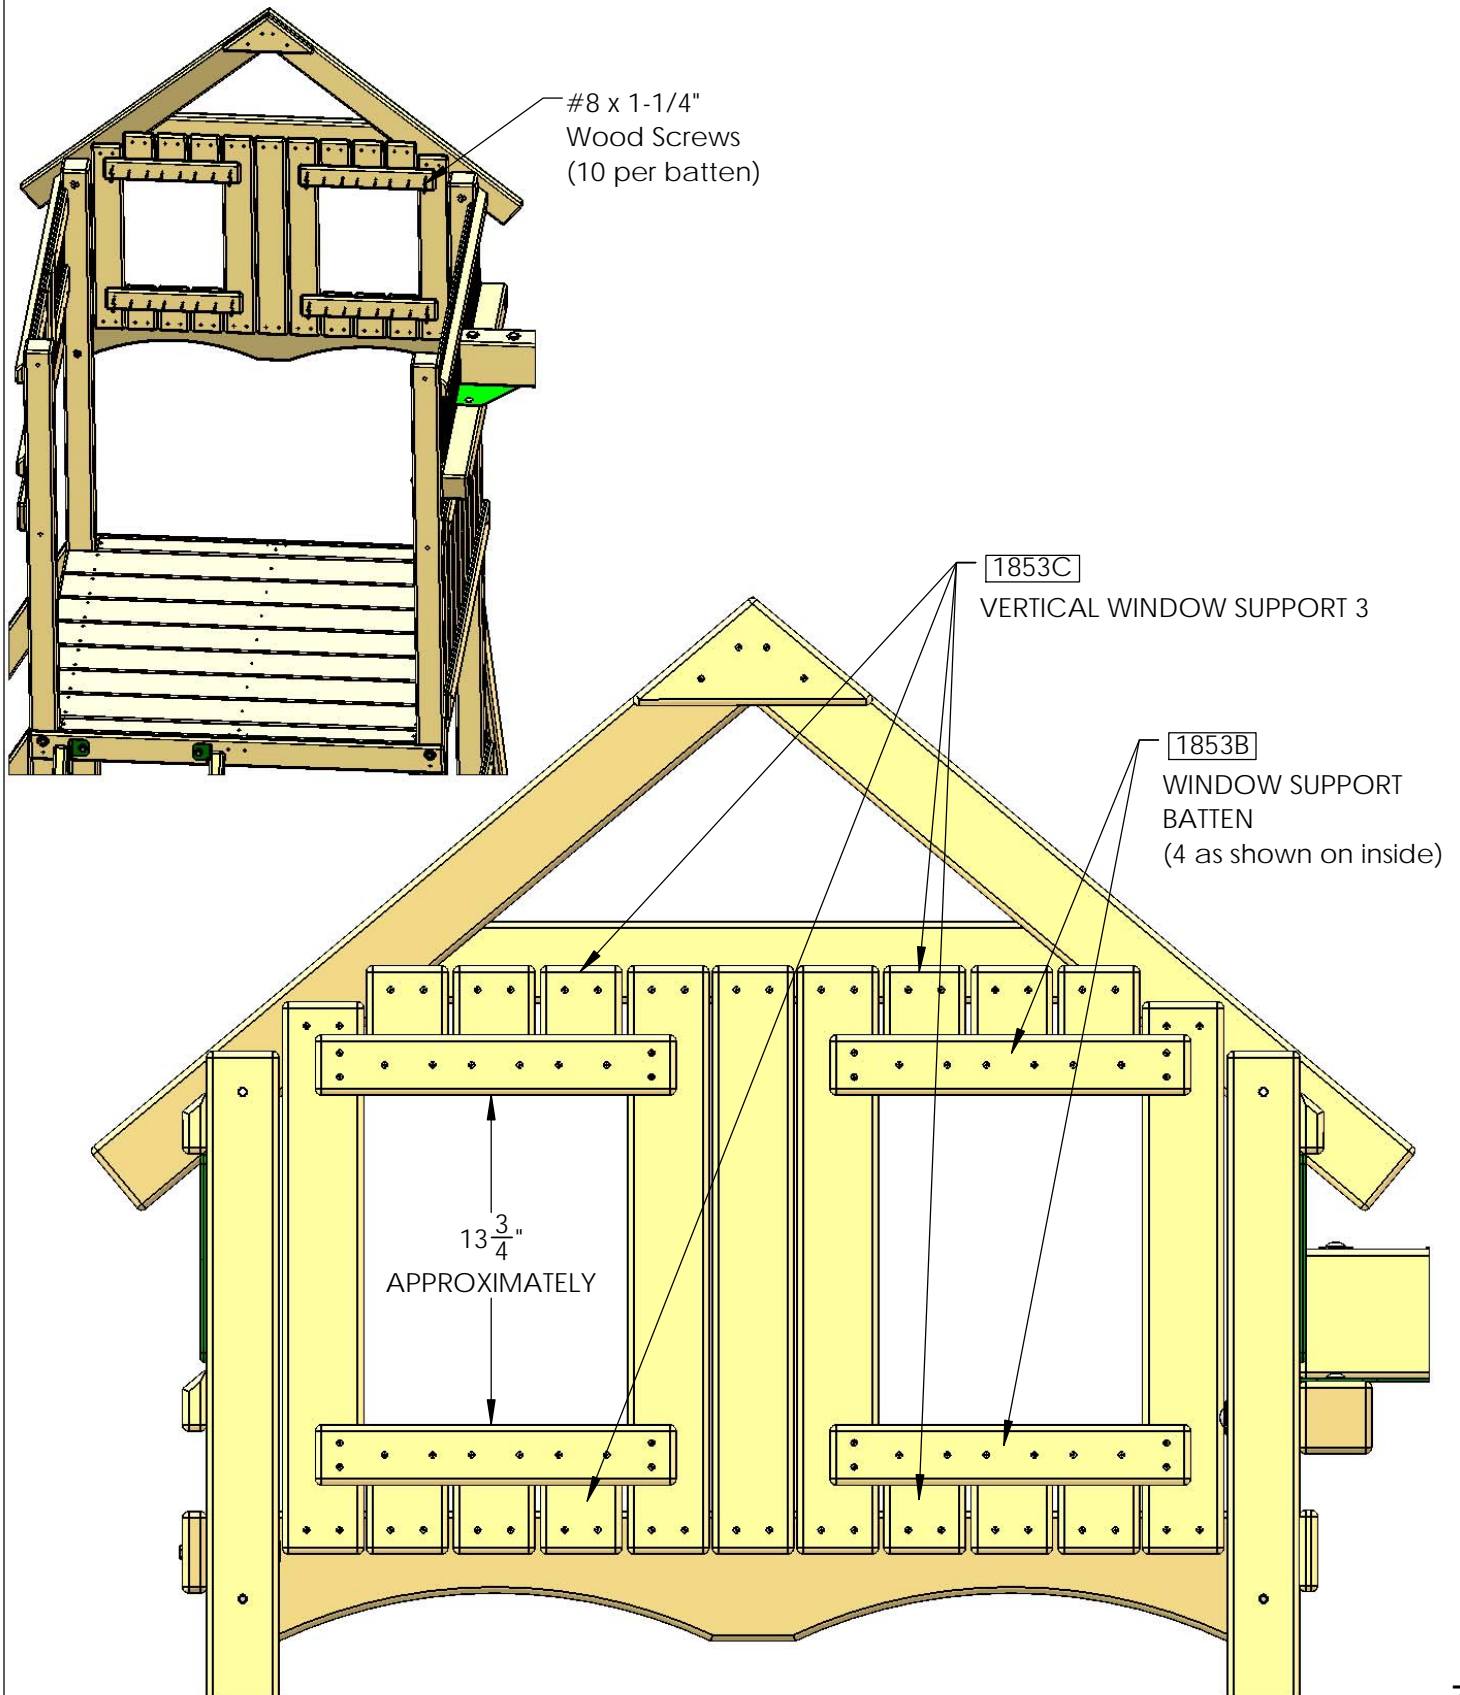 #8 x 1-1/4"
Wood Screws
(10 per batten)
1853C
VERTICAL WINDOW SUPPORT 3
1853B
WINDOW SUPPORT
BATTEN
(4 as shown on inside)
13 3/4"
APPROXIMATELY